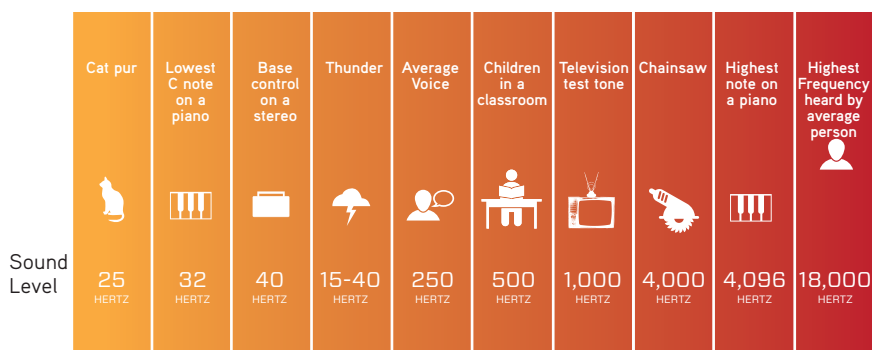 Cat pur
Lowest
C note
on a
piano
Base
control
on a
stereo
Thunder
Average
Voice
Children
in a
classroom
Television
test tone
Chainsaw
Highest
note on
a piano
Highest
Frequency
heard by
average
person
Sound
Level
25
HERTZ
32
HERTZ
40
HERTZ
15-40
HERTZ
250
HERTZ
500
HERTZ
1,000
HERTZ
4,000
HERTZ
4,096
HERTZ
18,000
HERTZ